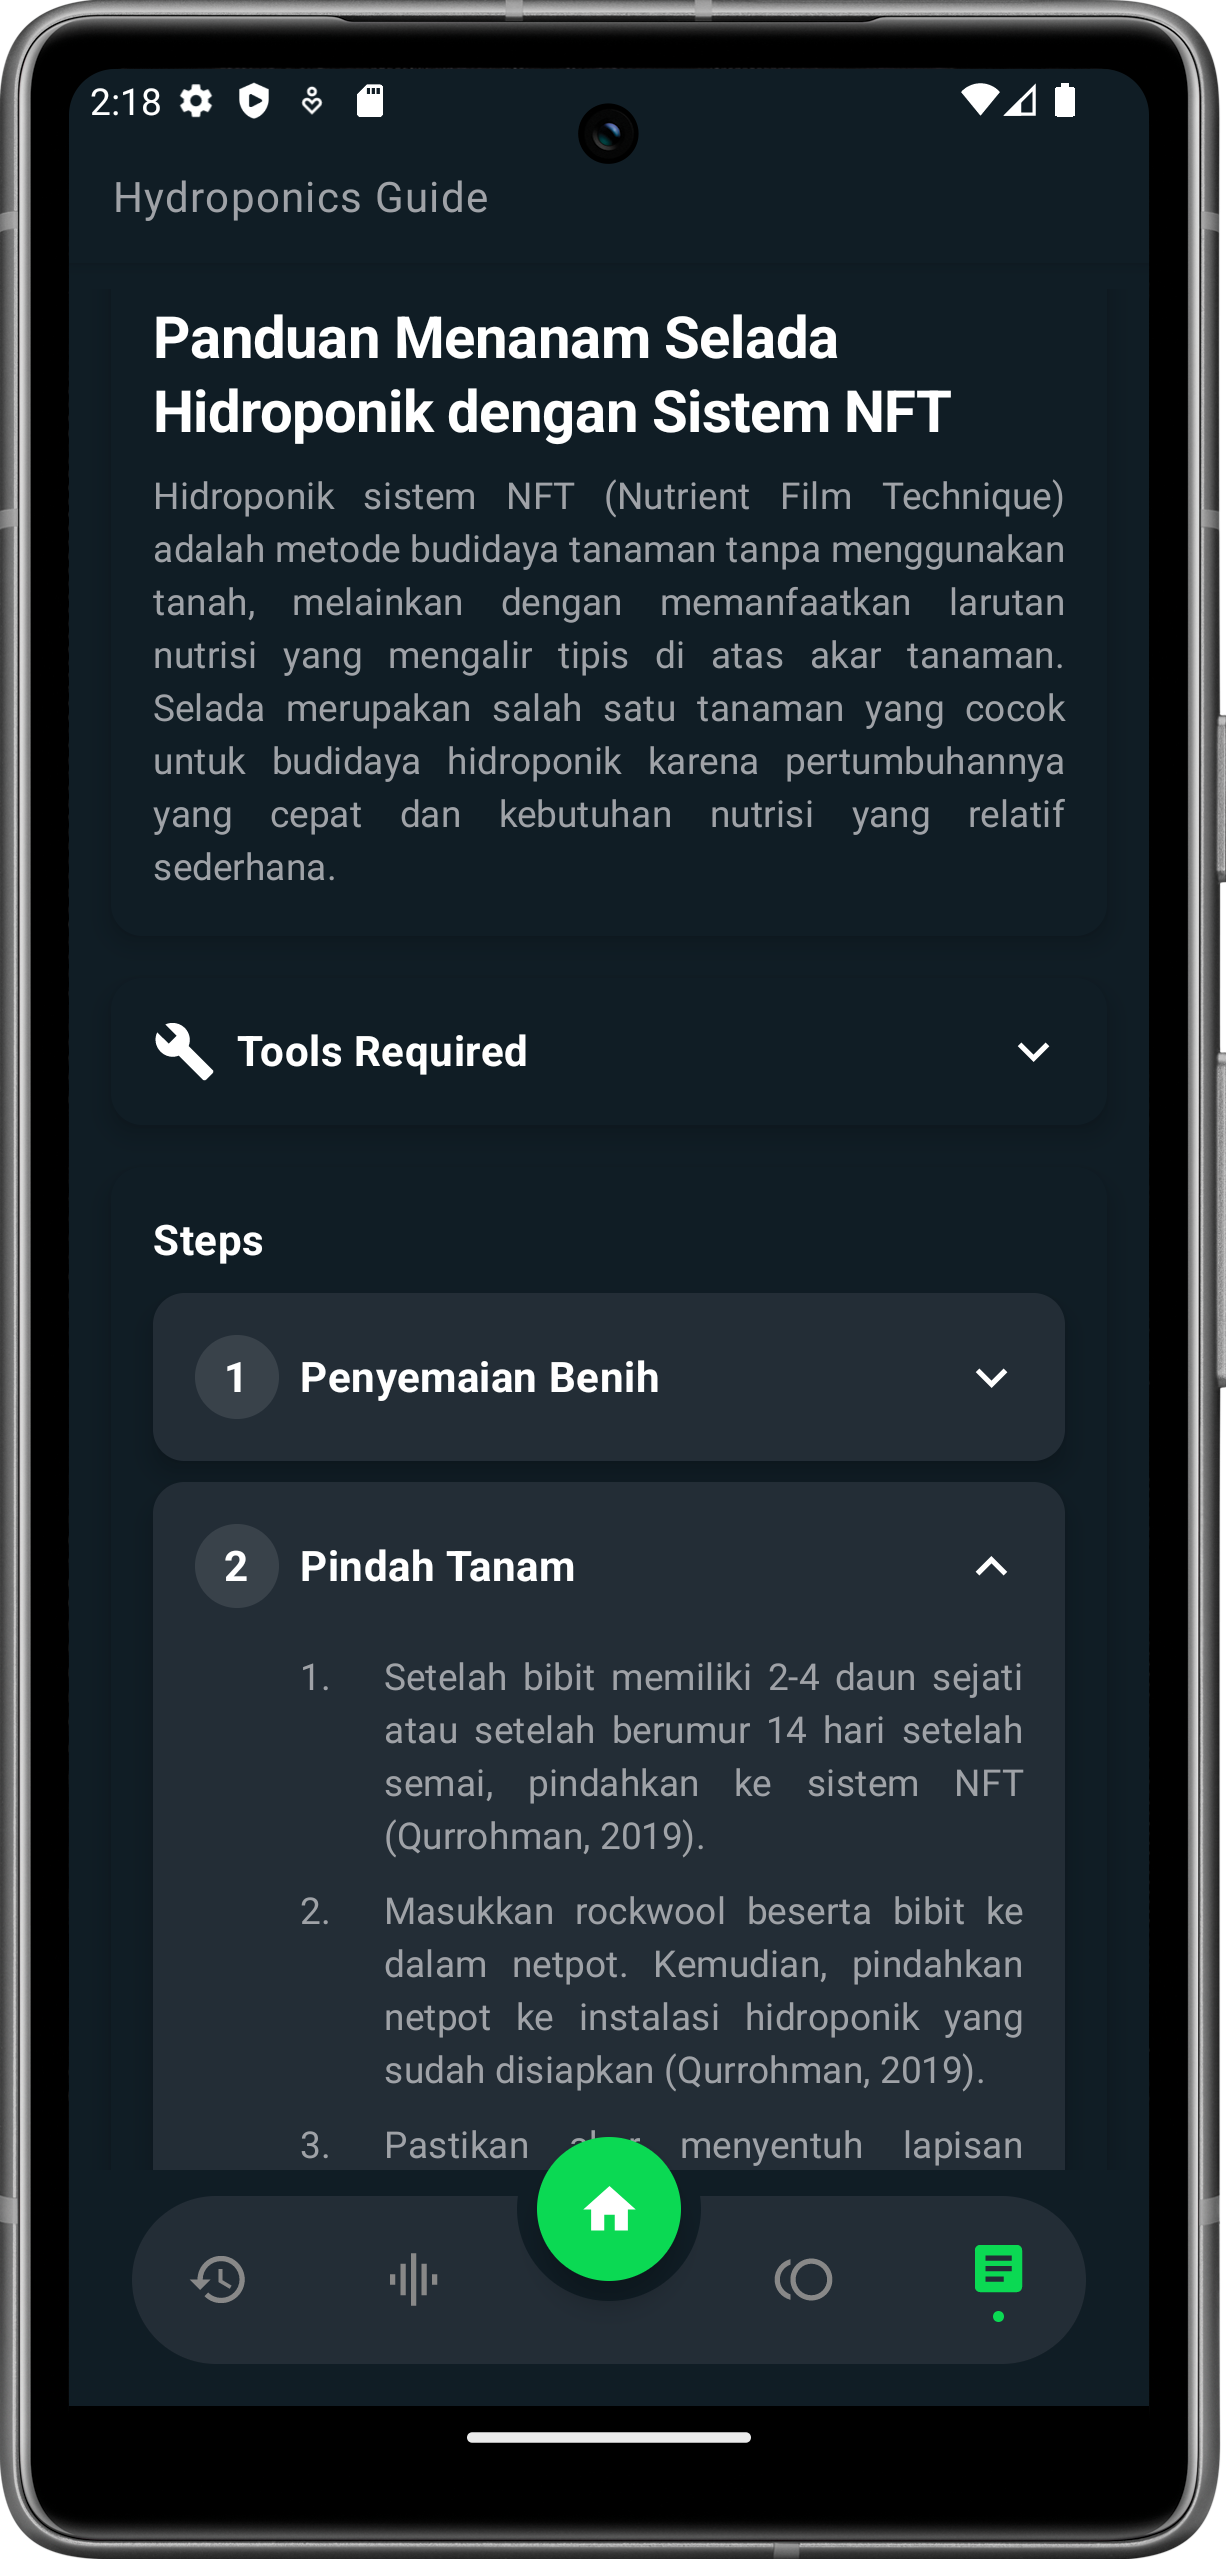 2:18
Hydroponics Guide
Panduan Menanam Selada
Hidroponik dengan Sistem NFT
Hidroponik sistem NFT (Nutrient Film Technique)
adalah metode budidaya tanaman tanpa menggunakan
tanah, melainkan dengan memanfaatkan larutan
nutrisi yang mengalir tipis di atas akar tanaman.
Selada merupakan salah satu tanaman yang cocok
untuk budidaya hidroponik karena pertumbuhannya
yang cepat dan kebutuhan nutrisi yang relatif
sederhana.
Tools Required
Steps
1 Penyemaian Benih
2 Pindah Tanam
1. Setelah bibit memiliki 2-4 daun sejati
atau setelah berumur 14 hari setelah
semai, pindahkan ke sistem NFT
(Qurrohman, 2019).
2. Masukkan rockwool beserta bibit ke
dalam netpot. Kemudian, pindahkan
netpot ke instalasi hidroponik yang
sudah disiapkan (Qurrohman, 2019).
3. Pastikan menyentuh lapisan